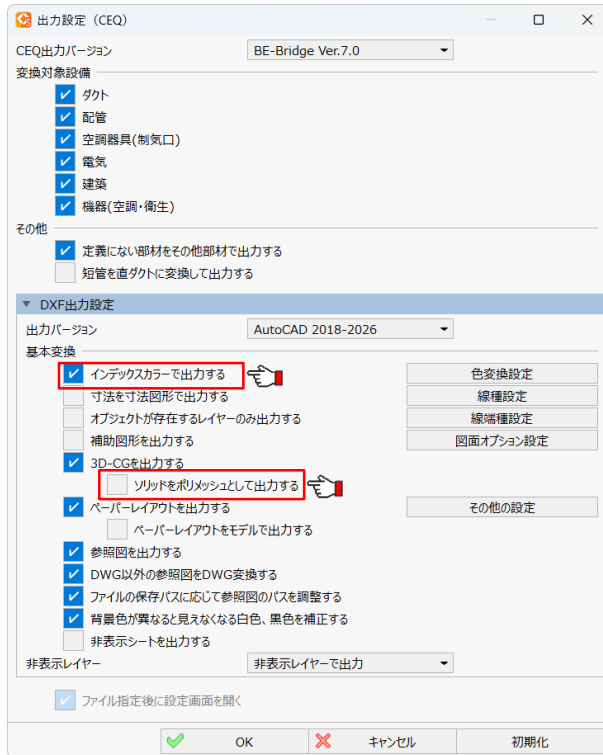 出力設定（CEQ）
CEQ出力バージョン BE-Bridge Ver.7.0
変換対象設備
ダクト
配管
空調器具(制気口)
電気
建築
機器(空調・衛生)
その他
定義にない部材をその他部材で出力する
短管を直ダクトに変換して出力する
DXF出力設定
出力バージョン AutoCAD 2018-2026
基本変換
インデックスカラーで出力する 色変換設定
寸法を寸法図形で出力する 線種設定
オブジェクトが存在するレイヤーのみ出力する 線端種設定
補助図形を出力する 図面オプション設定
3D-CGを出力する
ソリッドをポリメッシュとして出力する
ペーパーレイアウトを出力する その他の設定
ペーパーレイアウトをモデルで出力する
参照図を出力する
DWG以外の参照図をDWG変換する
ファイルの保存パスに応じて参照図のパスを調整する
背景色が異なると見えなくなる白色、黒色を補正する
非表示シートを出力する
非表示レイヤー 非表示レイヤーで出力
ファイル指定後に設定画面を開く
OK キャンセル 初期化